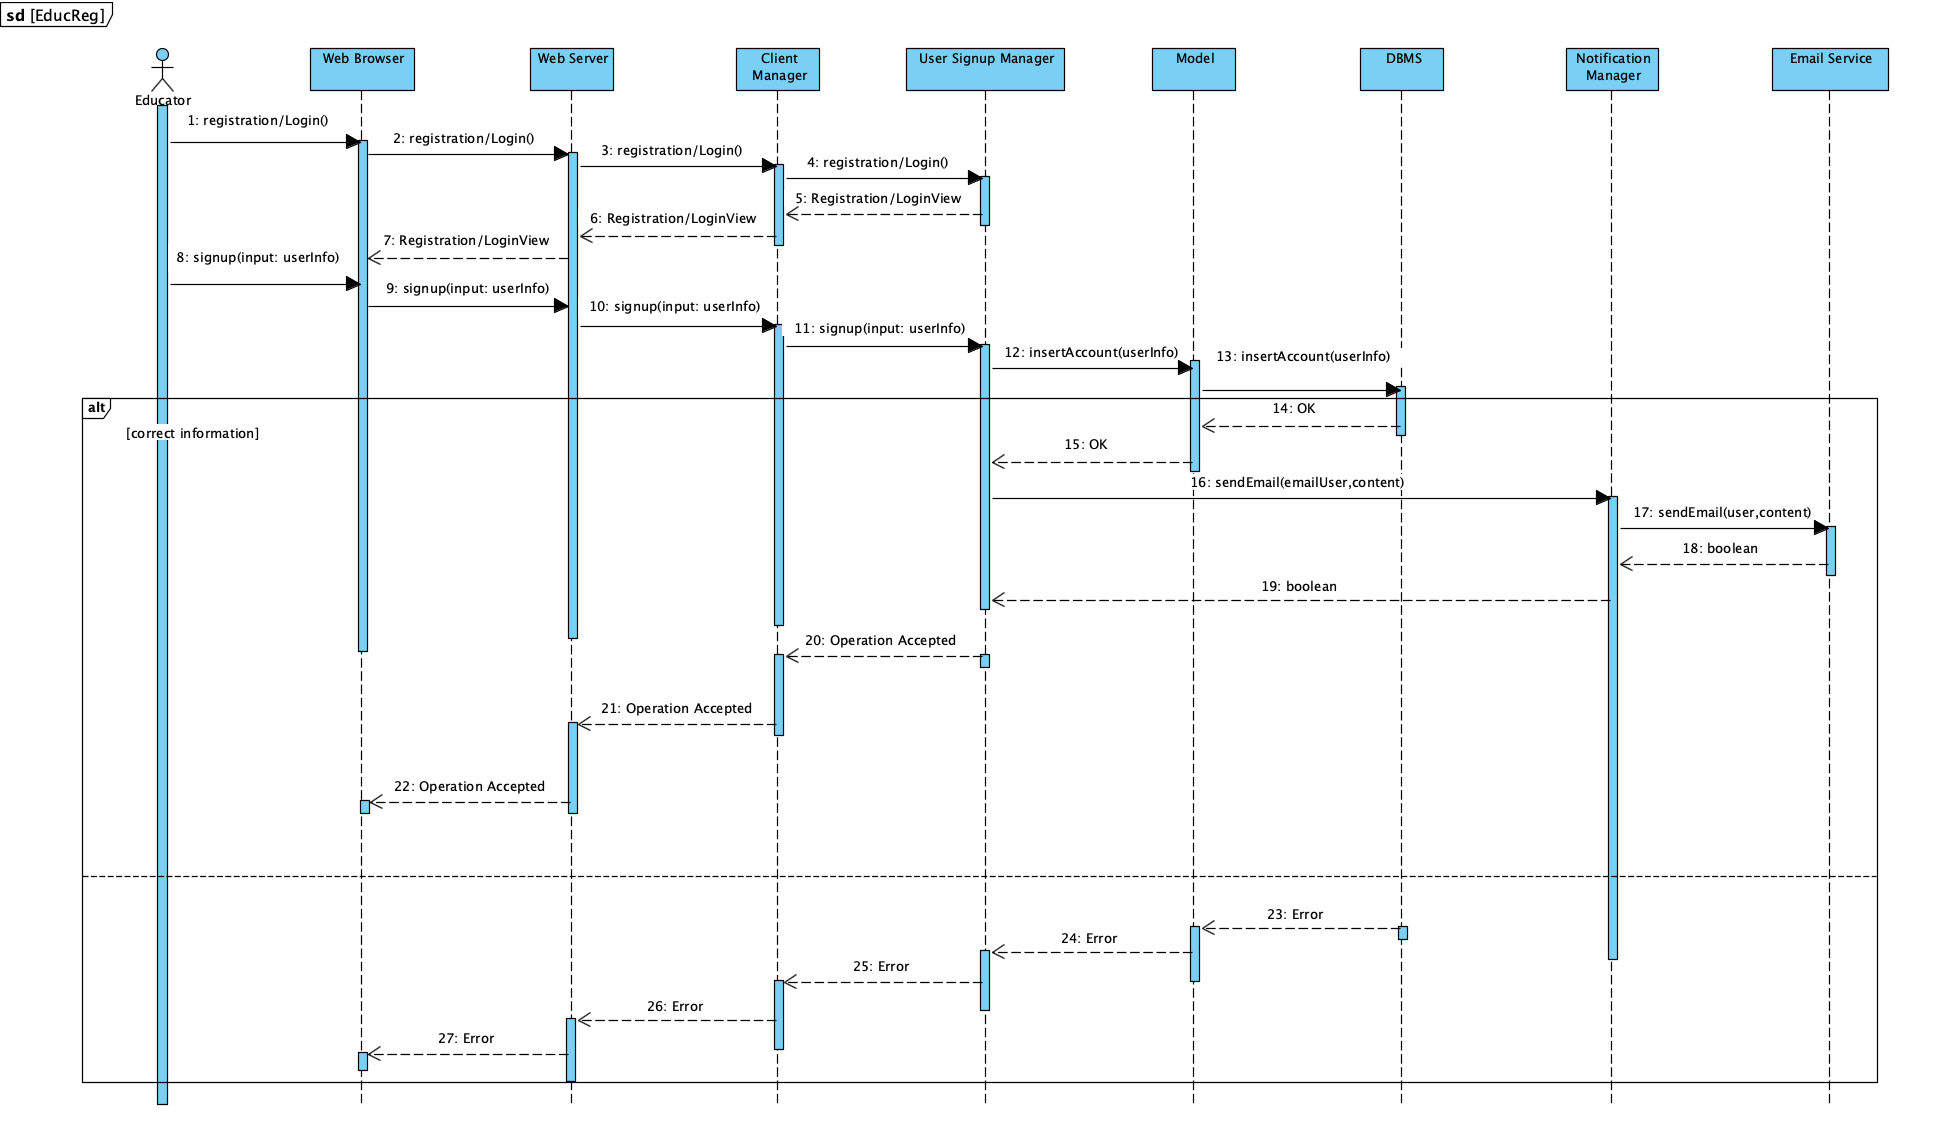 sd [EducReg]
Educator
Web Browser
Web Server
Client
Manager
User Signup Manager
Model
DBMS
Notification
Manager
Email Service
1: registration/Login()
2: registration/Login()
3: registration/Login()
4: registration/Login()
5: Registration/LoginView
6: Registration/LoginView
7: Registration/LoginView
8: signup(input: userInfo)
9: signup(input: userInfo)
10: signup(input: userInfo)
11: signup(input: userInfo)
12: insertAccount(userInfo)
13: insertAccount(userInfo)
alt
[correct information]
14: OK
15: OK
16: sendEmail(emailUser,content)
17: sendEmail(user,content)
18: boolean
19: boolean
20: Operation Accepted
21: Operation Accepted
22: Operation Accepted
23: Error
24: Error
25: Error
26: Error
27: Error